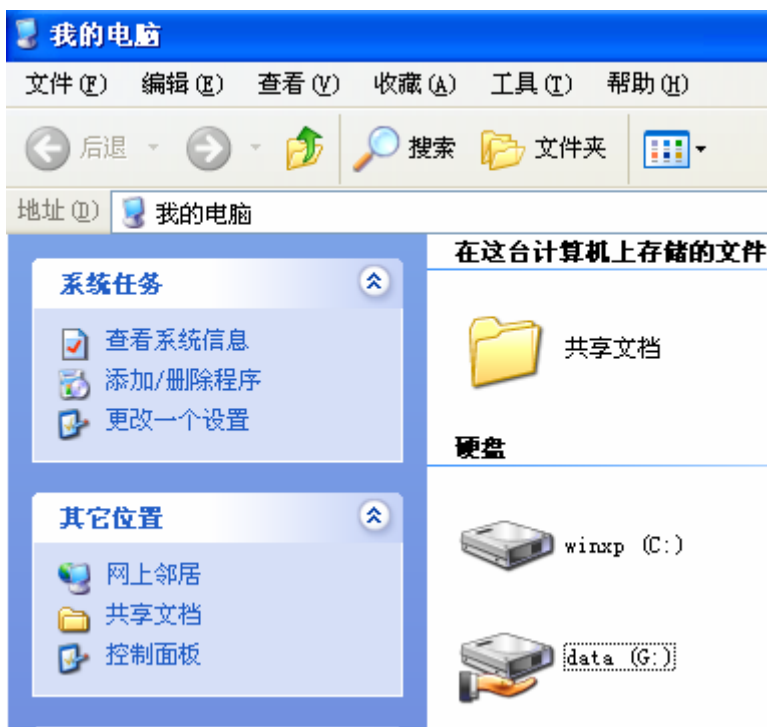 我的电脑
文件(F) 编辑(E) 查看(V) 收藏(A) 工具(T) 帮助(H)
后退 搜索 文件夹
地址(D) 我的电脑
系统任务
查看系统信息
添加/删除程序
更改一个设置
其它位置
网上邻居
共享文档
控制面板
在这台计算机上存储的文件
共享文档
硬盘
winxp (C:)
data (G:)